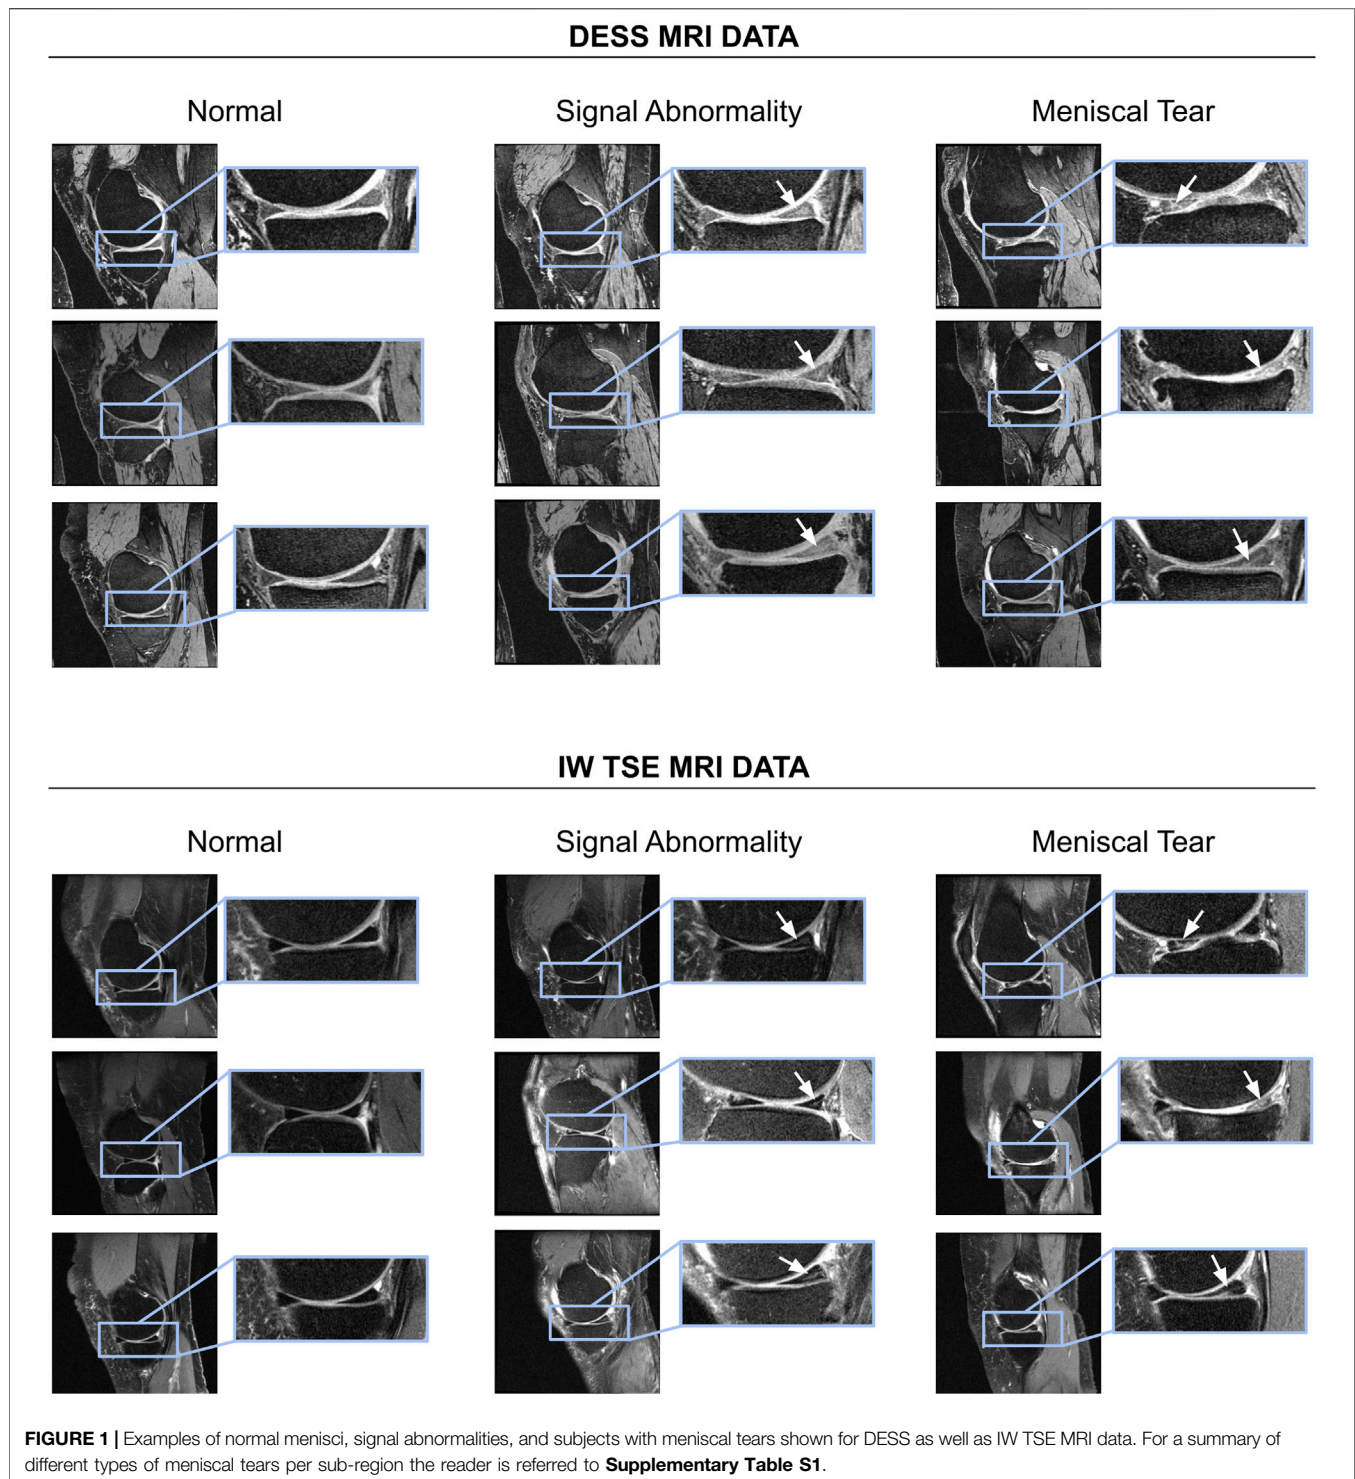 DESS MRI DATA
Normal
Signal Abnormality
Meniscal Tear
IW TSE MRI DATA
Normal
Signal Abnormality
Meniscal Tear
FIGURE 1 | Examples of normal menisci, signal abnormalities, and subjects with meniscal tears shown for DESS as well as IW TSE MRI data. For a summary of
different types of meniscal tears per sub-region the reader is referred to Supplementary Table S1.